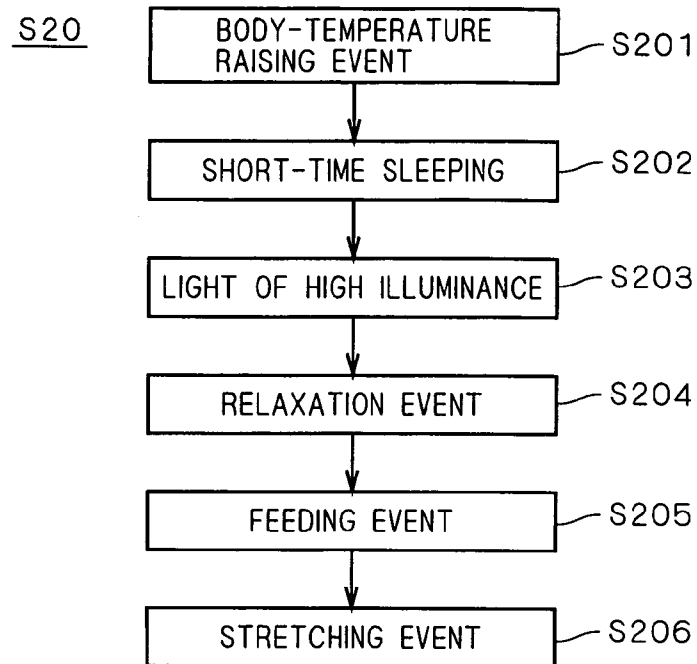 S20
BODY-TEMPERATURE
RAISING EVENT
S201
SHORT-TIME SLEEPING
S202
LIGHT OF HIGH ILLUMINANCE
S203
RELAXATION EVENT
S204
FEEDING EVENT
S205
STRETCHING EVENT
S206